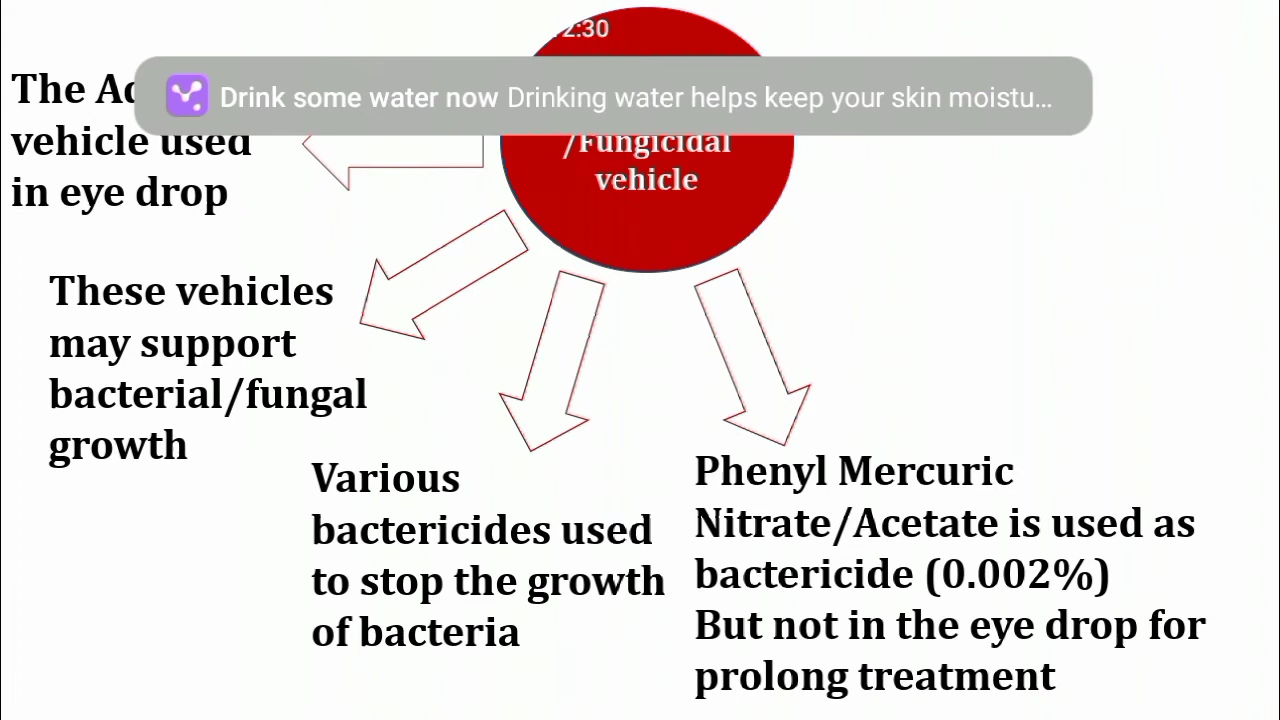 2:30
Drink some water now Drinking water helps keep your skin moistu...
The
vehicle used
in eye drop
/Fungicidal
vehicle
These vehicles
may support
bacterial/fungal
growth
Various
bactericides used
to stop the growth
of bacteria
Phenyl Mercuric
Nitrate/Acetate is used as
bactericide (0.002%)
But not in the eye drop for
prolong treatment